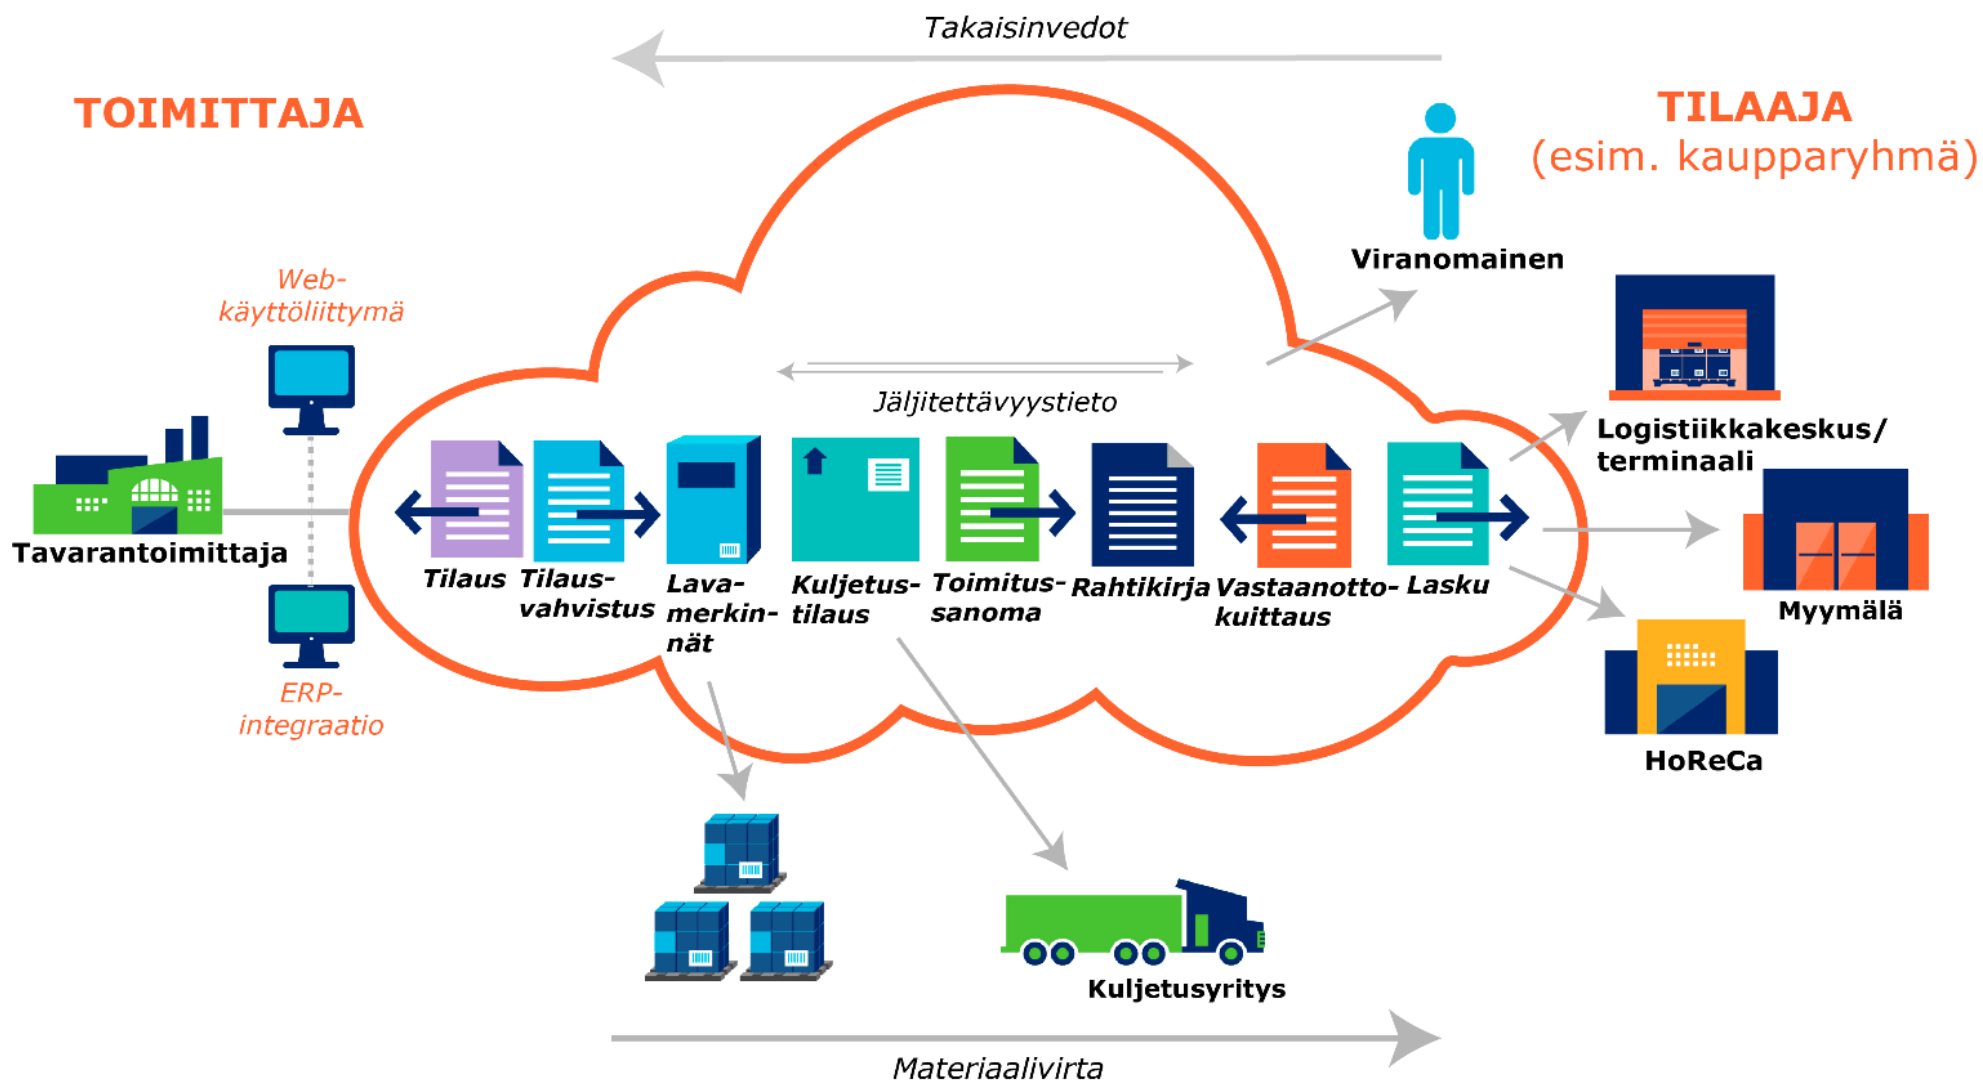 Takaisinvedot
TOIMITTAJA
TILAAJA
(esim. kaupparyhmä)
Viranomainen
Web-
käyttöliittymä
Jäljitettävyystieto
Logistiikkakeskus/
terminaali
Tavarantoimittaja
Tilaus
Tilaus-
vahvistus
Lava-
merkin-
nät
Kuljetus-
tilaus
Toimitus-
sanoma
Rahtikirja
Vastaanotto-
kuittaus
Lasku
Myymälä
ERP-
integraatio
HoReCa
Kuljetusyritys
Materiaalivirta